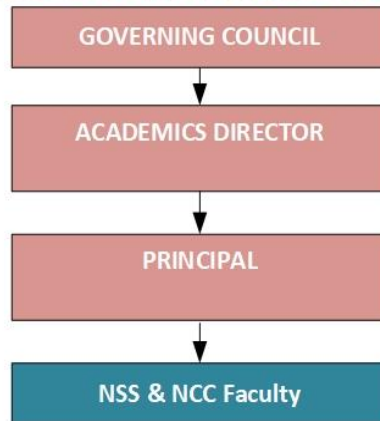 GOVERNING COUNCIL
ACADEMICS DIRECTOR
PRINCIPAL
NSS & NCC Faculty